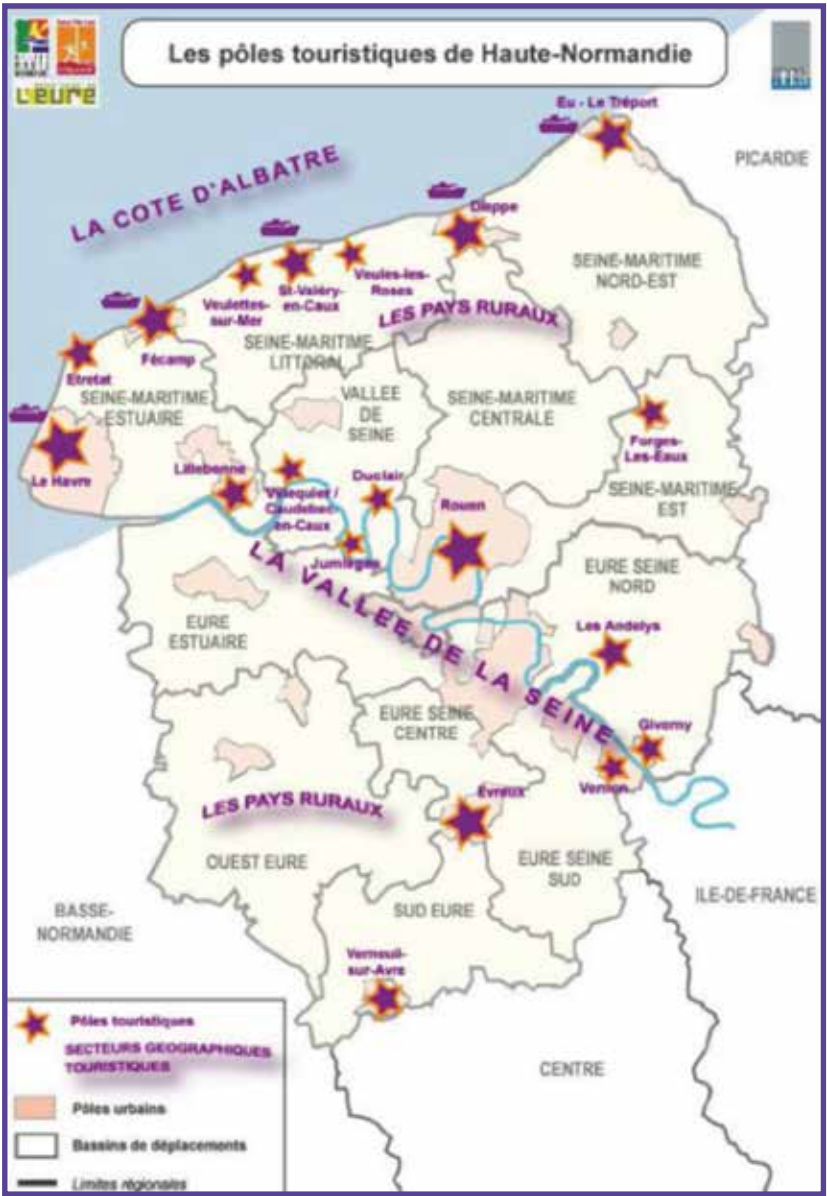 L'eure
Les pôles touristiques de Haute-Normandie
Eu - Le Tréport
PICARDIE
LA COTE D'ALBATRE
Dieppe
SEINE-MARITIME
NORD-EST
Veules-les-
Roses
St-Valéry-
en-Caux
Veulettes-
sur-Mer
LES PAYS RURAUX
Fécamp
SEINE-MARITIME
LITTORAL
Etretat
SEINE-MARITIME
ESTUAIRE
VALLEE
DE
SEINE
SEINE-MARITIME
CENTRALE
Forges-
Les-Eaux
Le Havre
Lillebonne
Villequier /
Caudebec-
en-Caux
Duclair
Rouen
SEINE-MARITIME
EST
Jumièges
LA VALLEE DE LA SEINE
EURE SEINE
NORD
EURE
ESTUAIRE
Les Andelys
EURE SEINE
CENTRE
Giverny
Vernon
LES PAYS RURAUX
Evreux
OUEST EURE
EURE SEINE
SUD
ILE-DE-FRANCE
BASSE-
NORMANDIE
SUD EURE
Verneuil-
sur-Avre
CENTRE
Pôles touristiques
SECTEURS GEOGRAPHIQUES
TOURISTIQUES
Pôles urbains
Bassins de déplacements
Limites régionales